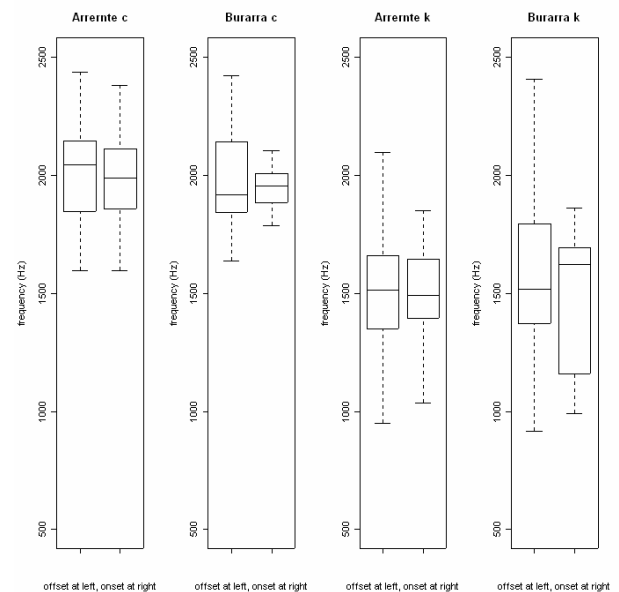 Arrernte c
Burarra c
Arrernte k
Burarra k
frequency (Hz)
2500
2000
1500
1000
500
offset at left, onset at right
frequency (Hz)
2500
2000
1500
1000
500
offset at left, onset at right
frequency (Hz)
2500
2000
1500
1000
500
offset at left, onset at right
frequency (Hz)
2500
2000
1500
1000
500
offset at left, onset at right